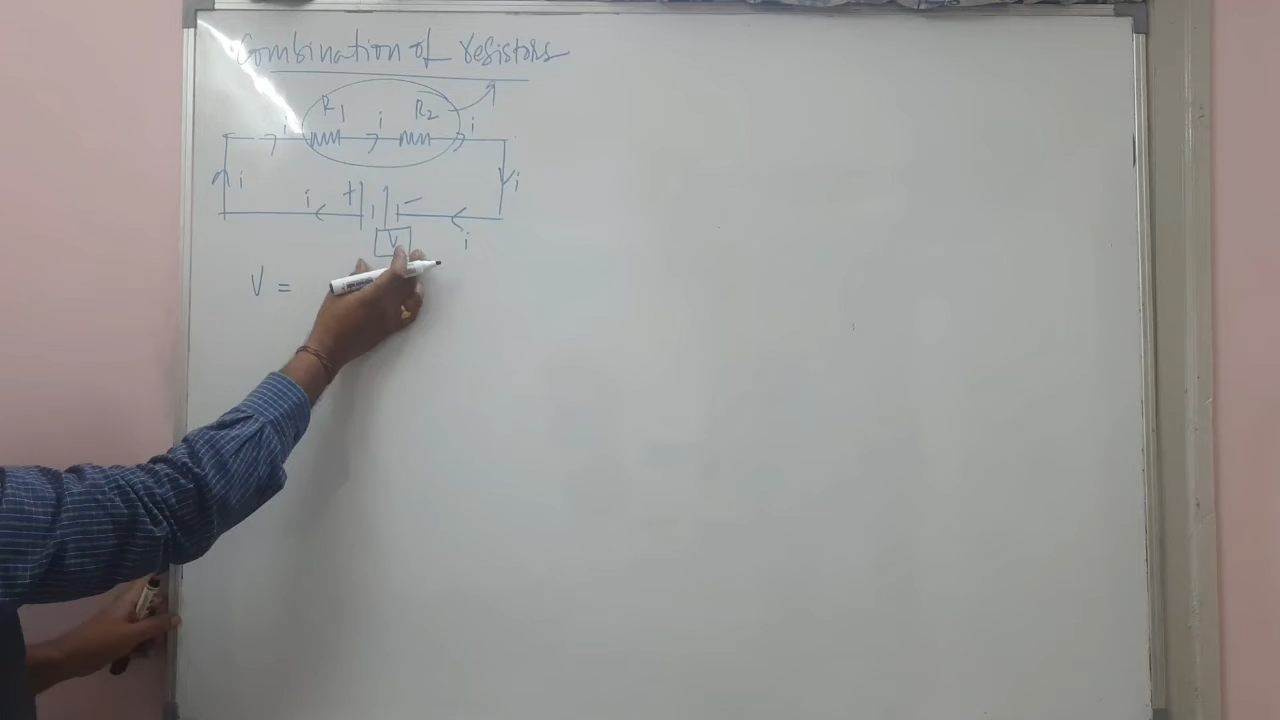 Combination of resistors
R1 R2
i i i
i i
i + -
V i
V =